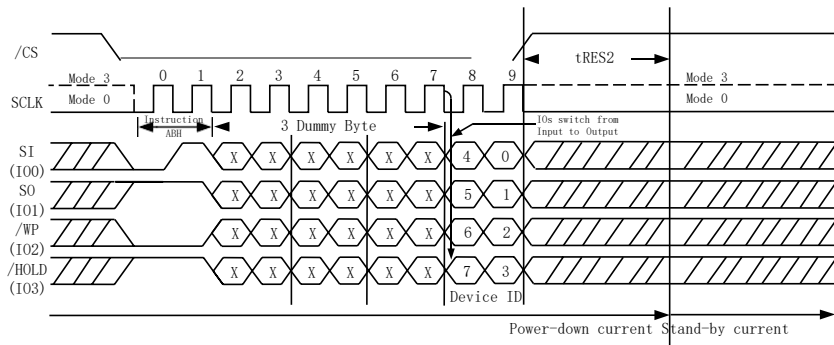 /CS
tRES2
Mode 3 0 1 2 3 4 5 6 7 8 9 Mode 3
SCLK Mode 0 Mode 0
Instruction
ABH
3 Dummy Byte
IOs switch from
Input to Output
SI
(IO0)
X X X X X X 4 0
SO
(IO1)
X X X X X X 5 1
/WP
(IO2)
X X X X X X 6 2
/HOLD
(IO3)
X X X X X X 7 3
Device ID
Power-down current Stand-by current